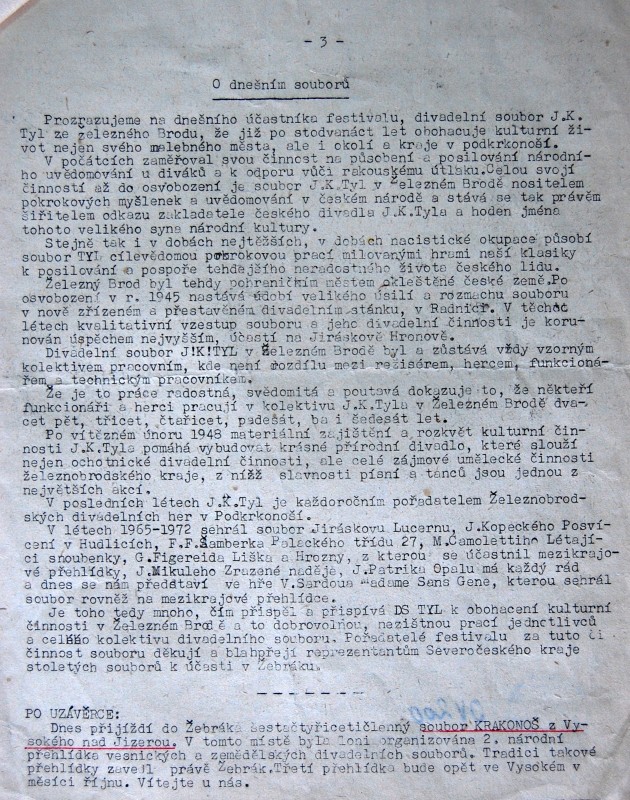 - 3 -
O dnešním souborů
Prozrazujeme na dnešního účastníka festivalu, divadelní soubor J.K.
Tyl ze železného Brodu, že již po stodvanáct let obohacuje kulturní ži-
vot nejen svého malebného města, ale i okolí a kraje v podkrkonoší.
V počátcích zaměřoval svou činnost na působení a posilování národní-
ho uvědomování u diváků a k odporu vůči rakouskému útlaku.Celou svojí
činností až do osvobození je soubor J.K.Tyl v Železném Brodě nositelem
pokrokových myšlenek a uvědomování v českém národě a stává se tak právěm
šiřitelem odkazu zakladatele českého divadla J.K.Tyla a hoden jména
tohoto velikého syna národní kultury.
Stejně tak i v dobách nejtěžších, v dobách nacistické okupace působí
soubor TYL cílevědomou pokrokovou prací milovanými hrami naší klasiky
k posilování a pospoře tehdejšího neradostného života českého lidu.
Železný Brod byl tehdy pohraničkím městem okleštěné české země.Po
osvobození v r. 1945 nastává údobí velikého úsilí a rozmachu souboru
v nově zřízeném a přestavěném divadelním stánku, v Radnici. V těchto
létech kvalitativní vzestup souboru a jeho divadelní činnosti je koru-
nován úspěchem nejvyšším, účastí na Jiráskově Hronově.
Divadelní soubor J!K!TYL v Železném Brodě byl a zůstává vždy vzorným
kolektivem pracovním, kde není rozdílu mezi režisérem, hercem, funkcioná-
řem a technickým pracovníkem.
Že je to práce radostná, svědomitá a poutavá dokazuje to, že někteří
funkcionáři a herci pracují v kolektivu J.K.Tyla v Železném Brodě dva-
cet pět, třicet, čtařicet, padešát, ba i šedesát let.
Po vítězném únoru 1948 materiální zajištění a rozkvět kulturní čin-
nosti J.K.Tyla pomáhá vybudovat krásné přírodní divadlo, které slouží
nejen ochotnické divadelní činnosti, ale celé zájmové umělecké činnosti
železnobrodského kraje, z nížž slavnosti písní a tanců jsou jednou z
největších akcí.
V posledních létech J.K.Tyl je každoročním pořadatelem Železnobrod-
ských divádelních her v Podkrkonoší.
V létech 1965-1972 sehrál soubor Jiráskovu Lucernu, J.Kopeckého Posví-
cení v Hudlicích, F.F.Šamberka Palackého třídu 27, M.Camolettiho Létají-
ci snoubenky, G.Figereida Liška a Hrozny, z kterou se účastnil mezikrajo-
vé přehlídky, J.Mikuleho Zrazené naděje, J.Patrika Opalu má každý rád
a dnes se nám představí ve hře V.Sardoua Madame Sans Gene, kterou sehrál
soubor rovněž na mezikrajové přehlídce.
Je toho tedy mnoho, čím přispěl a přispívá DS TYL k obohacení kulturní
činnosti v Železném Brodě a to dobrovolnou, nezištnou prací jednotlivců
a celého kolektivu divadelního souboru. Pořadatelé festivalu za tuto či
činnost souboru děkují a blahopřejí reprezentantům Severočeského kraje
stoletých souborů k účasti v Žebráku.
- - - - - - -
PO UZÁVĚRCE:
Dnes přijíždí do Žebráka šestačtyřicetičlenný soubor KRAKONOŠ z Vy-
sokého nad Jizerou. V tomto místě byla loni organizována 2. národní
přehlídka vesnických a zemědělských divadelních souborů. Tradici takové
přehlídky zavedl právě Žebrák.Třetí přehlídka bude opět ve Vysokém v
měsíci říjnu. Vítejte u nás.